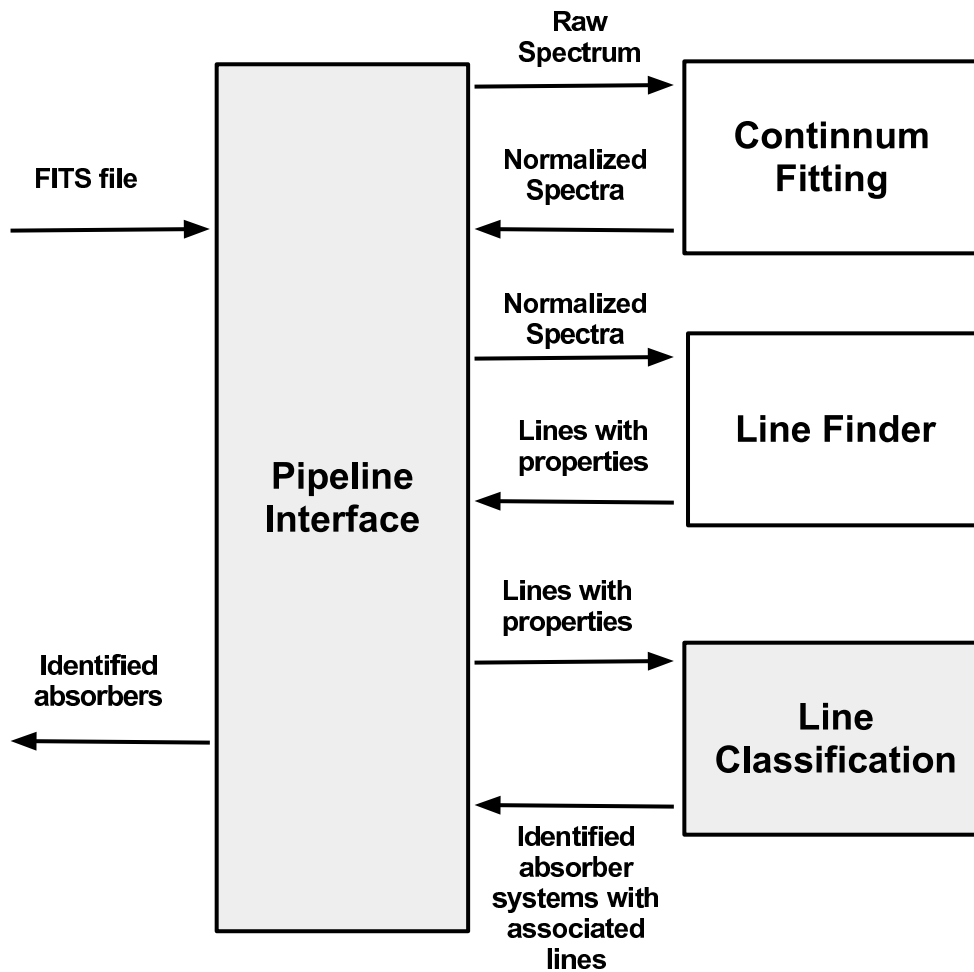 Raw
Spectrum
Continnum
Fitting
FITS file
Normalized
Spectra
Normalized
Spectra
Line Finder
Lines with
properties
Pipeline
Interface
Lines with
properties
Identified
absorbers
Line
Classification
Identified
absorber
systems with
associated
lines